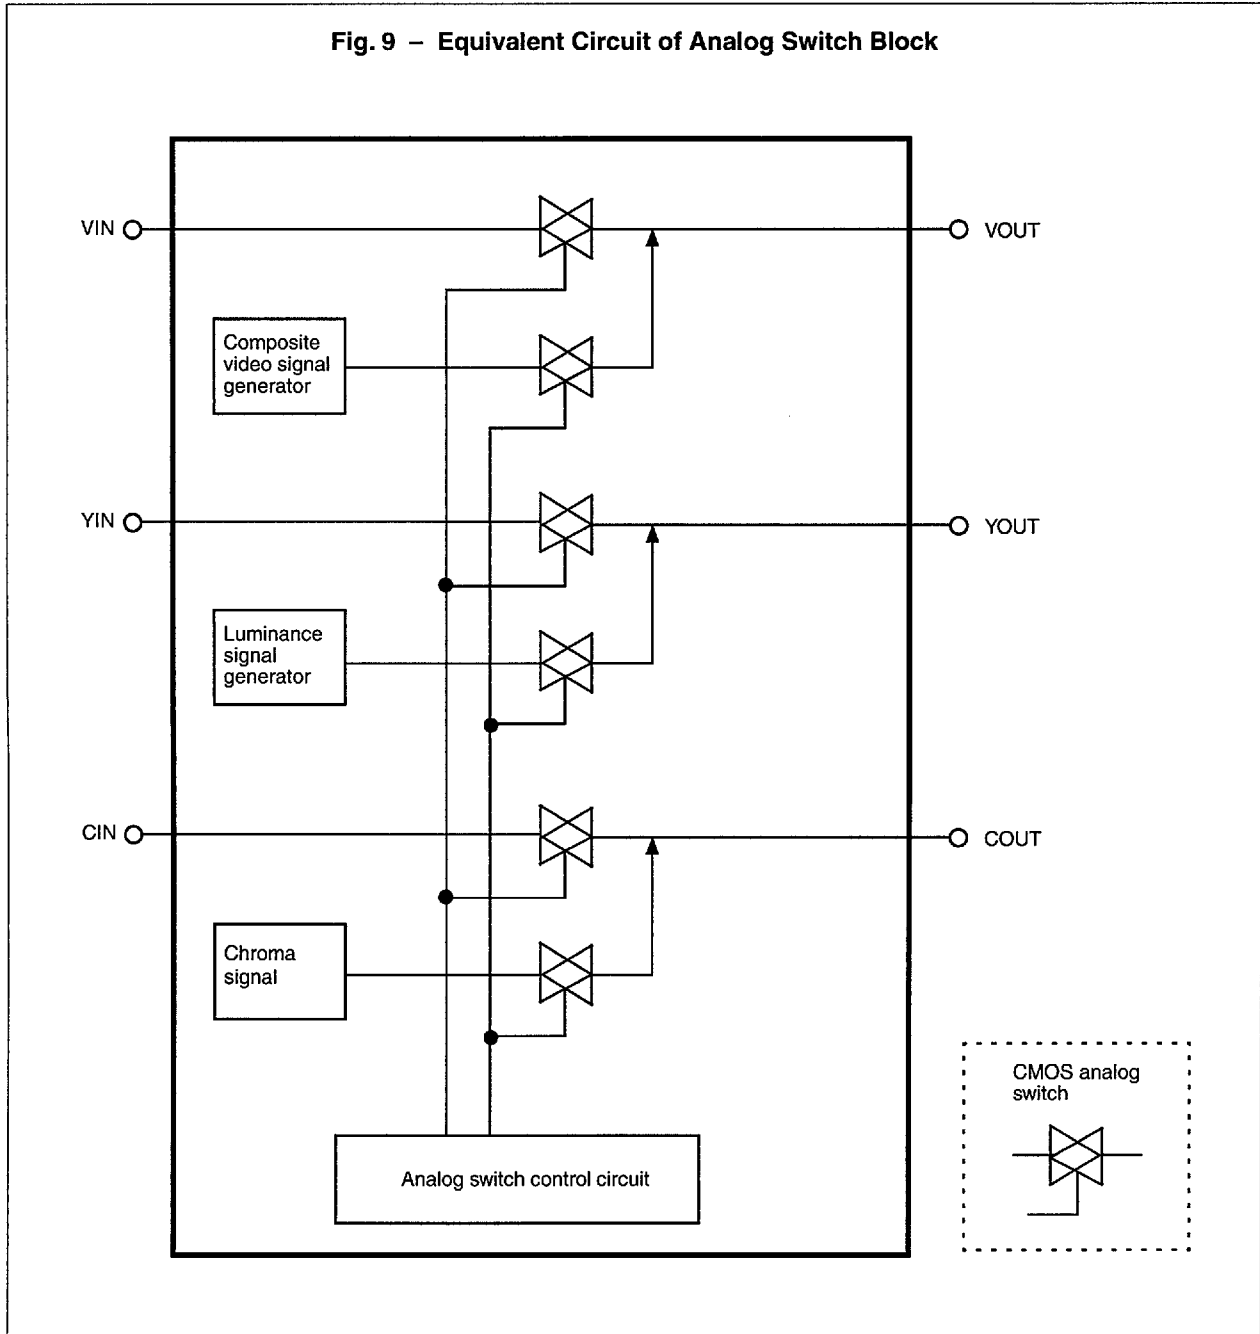 Fig. 9 – Equivalent Circuit of Analog Switch Block
VIN
VOUT
Composite
video signal
generator
YIN
YOUT
Luminance
signal
generator
CIN
COUT
Chroma
signal
CMOS analog
switch
Analog switch control circuit